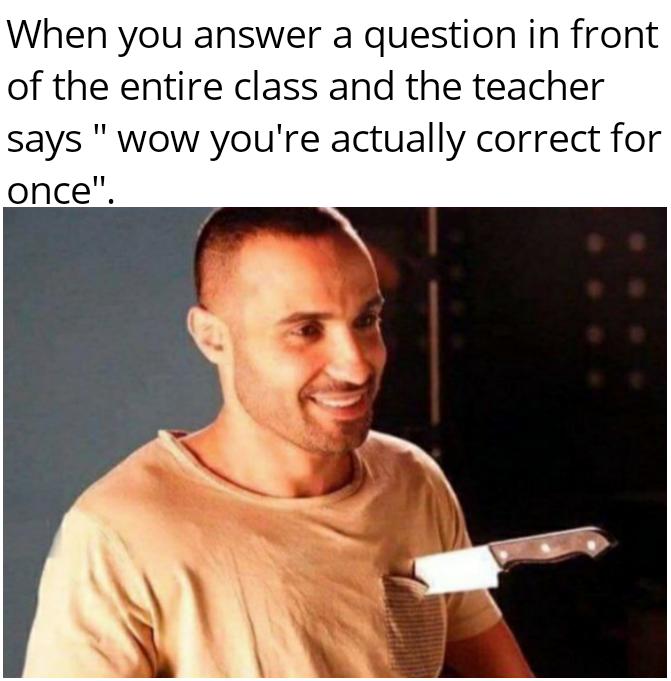 When you answer a question in front
of the entire class and the teacher
says " wow you're actually correct for
once".